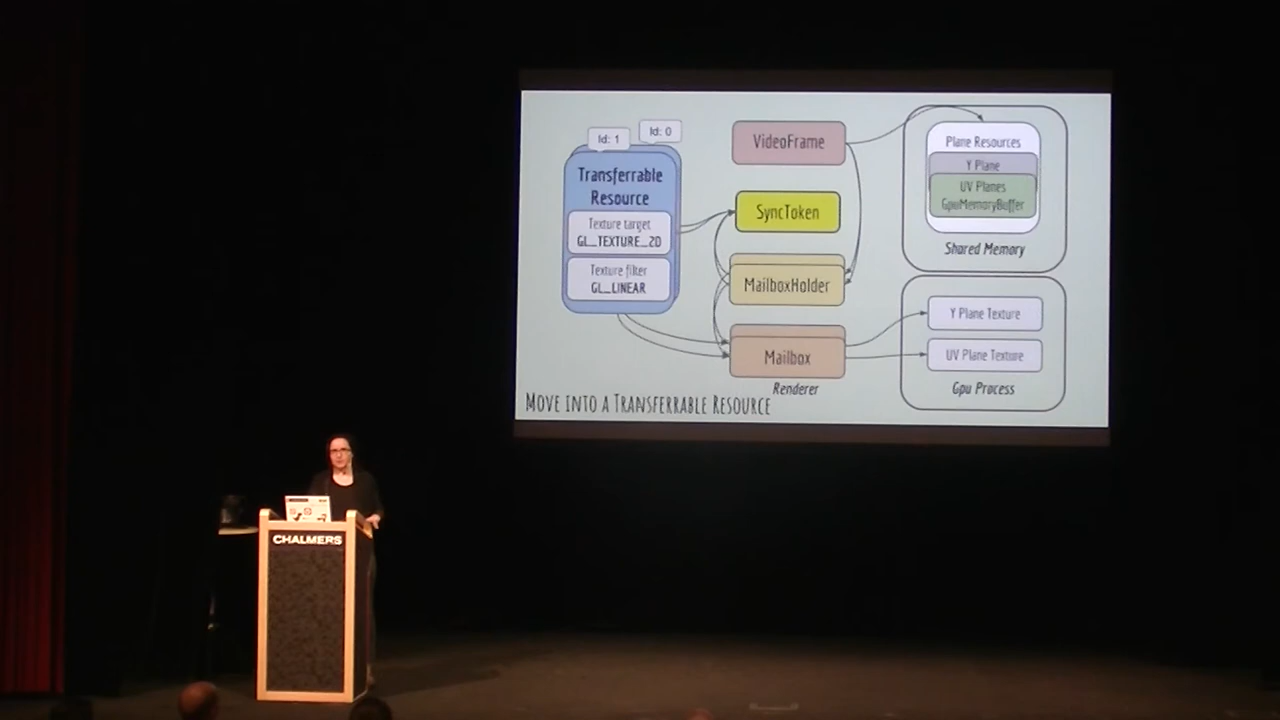 Id: 1
Id: 0
Transferrable
Resource
Texture target
GL_TEXTURE_2D
Texture filter
GL_LINEAR
VideoFrame
SyncToken
MailboxHolder
Mailbox
Renderer
Plane Resources
Y Plane
UV Planes
GpuMemoryBuffer
Shared Memory
Y Plane Texture
UV Plane Texture
Gpu Process
MOVE INTO A TRANSFERRABLE RESOURCE
CHALMERS